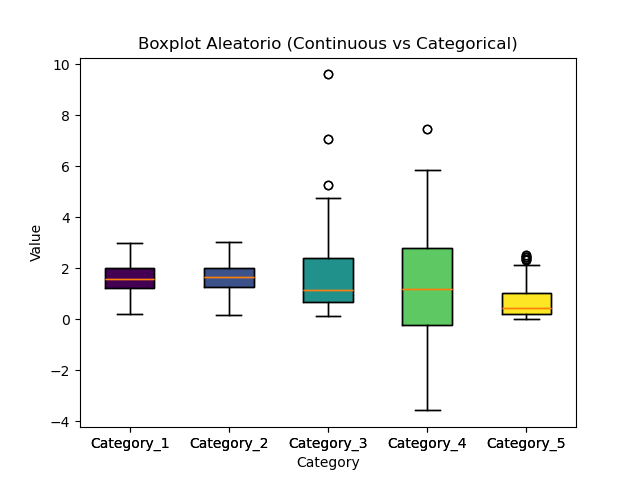 Boxplot Aleatorio (Continuous vs Categorical)
10
8
6
4
2
0
−2
−4
Value
Category_1 Category_2 Category_3 Category_4 Category_5
Category